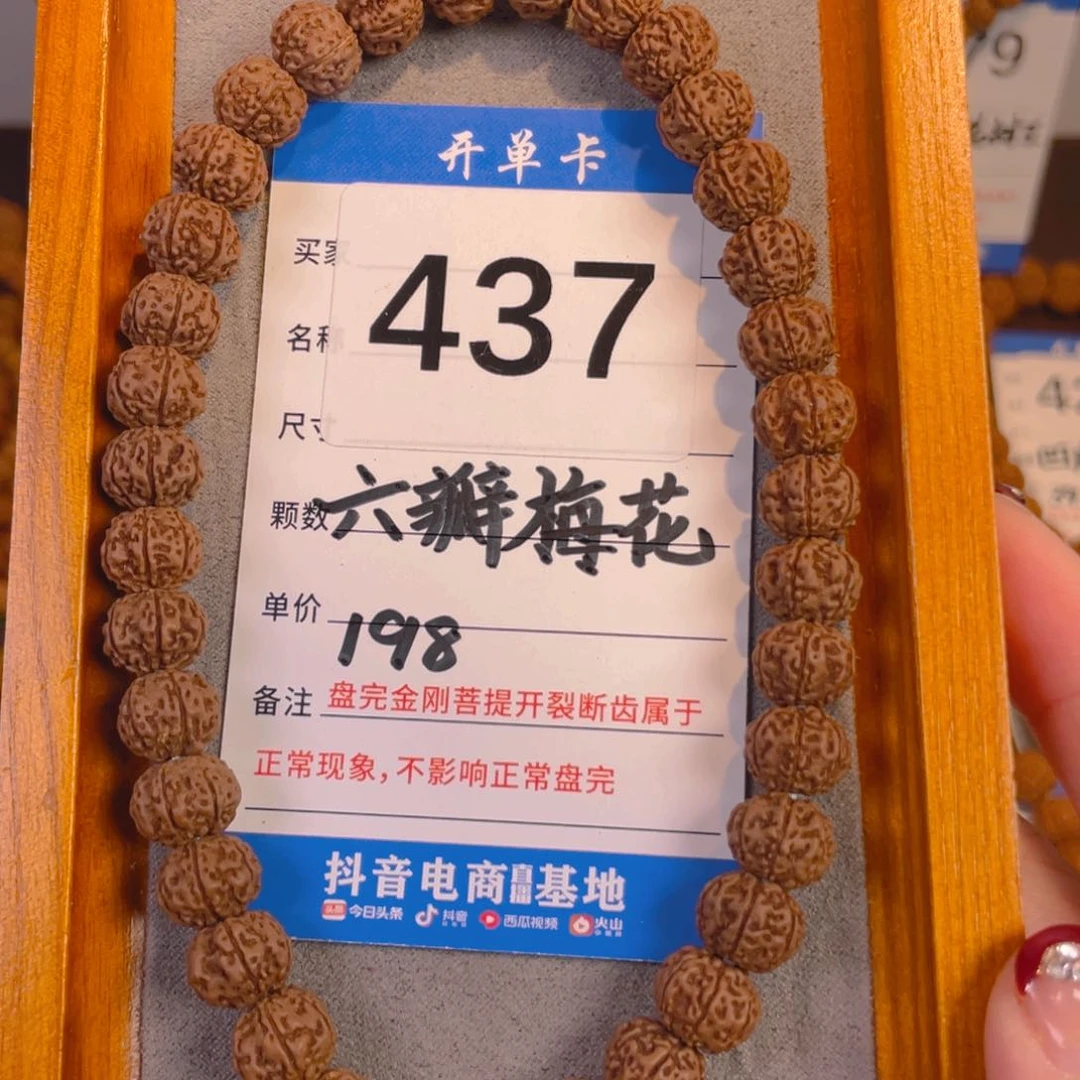 开单卡
买家
437
名称
尺寸
颗数 六瓣梅花
单价 198
备注 盘完金刚菩提开裂断齿属于
正常现象,不影响正常盘完
抖音电商直播基地
今日头条 抖音 西瓜视频 火山